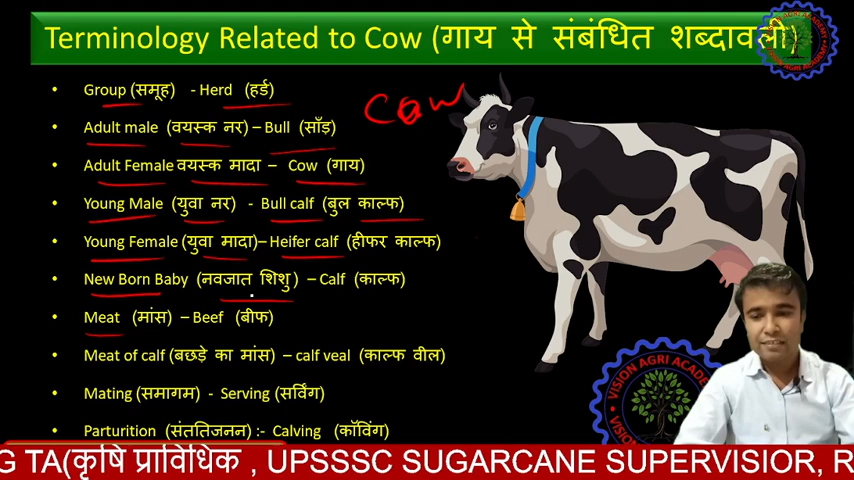 Terminology Related to Cow (गाय से संबंधित शब्दावली)
Group (समूह) - Herd (हर्ड)
Cow
Adult male (वयस्क नर) – Bull (साँड़)
Adult Female वयस्क मादा – Cow (गाय)
Young Male (युवा नर) - Bull calf (बुल काल्फ)
Young Female (युवा मादा)– Heifer calf (हीफर काल्फ)
New Born Baby (नवजात शिशु ) – Calf (काल्फ)
Meat (मांस) – Beef (बीफ)
Meat of calf (बछड़े का मांस) – calf veal (काल्फ वील)
Mating (समागम) - Serving (सर्विंग)
Parturition (संततिजनन) :- Calving (कॉविंग)
VISION AGRI ACADEMY
G TA(कृषि प्राविधिक , UPSSSC SUGARCANE SUPERVISIOR, R